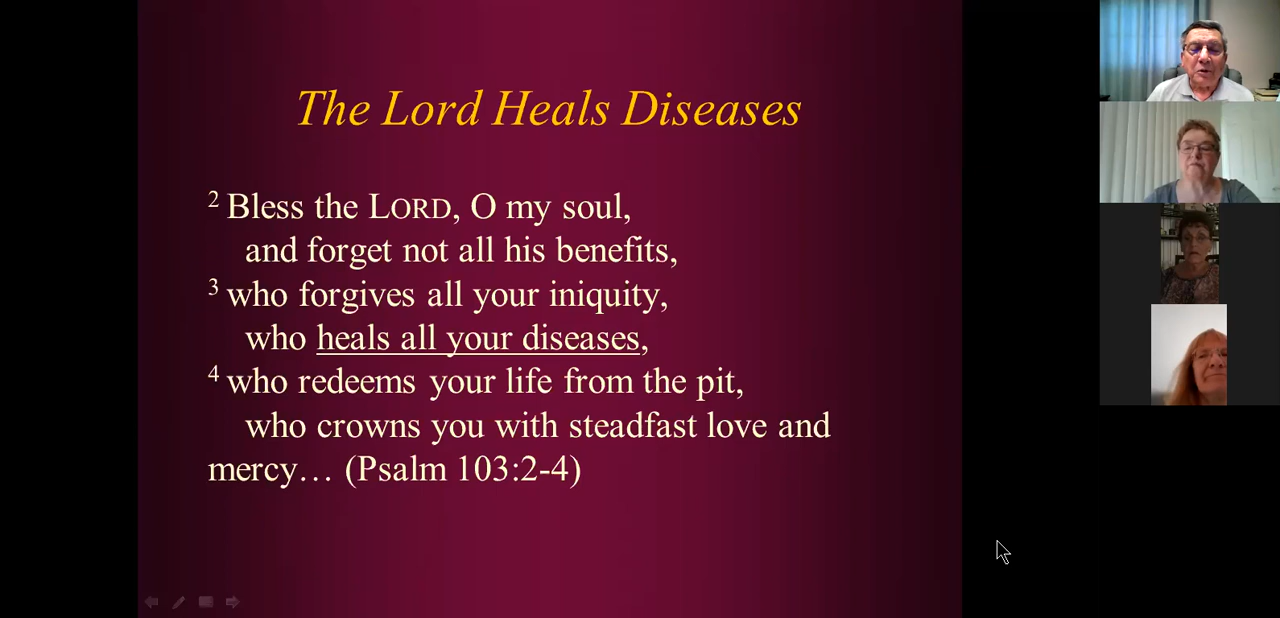 The Lord Heals Diseases
2 Bless the LORD, O my soul,
and forget not all his benefits,
3 who forgives all your iniquity,
who heals all your diseases,
4 who redeems your life from the pit,
who crowns you with steadfast love and
mercy… (Psalm 103:2-4)